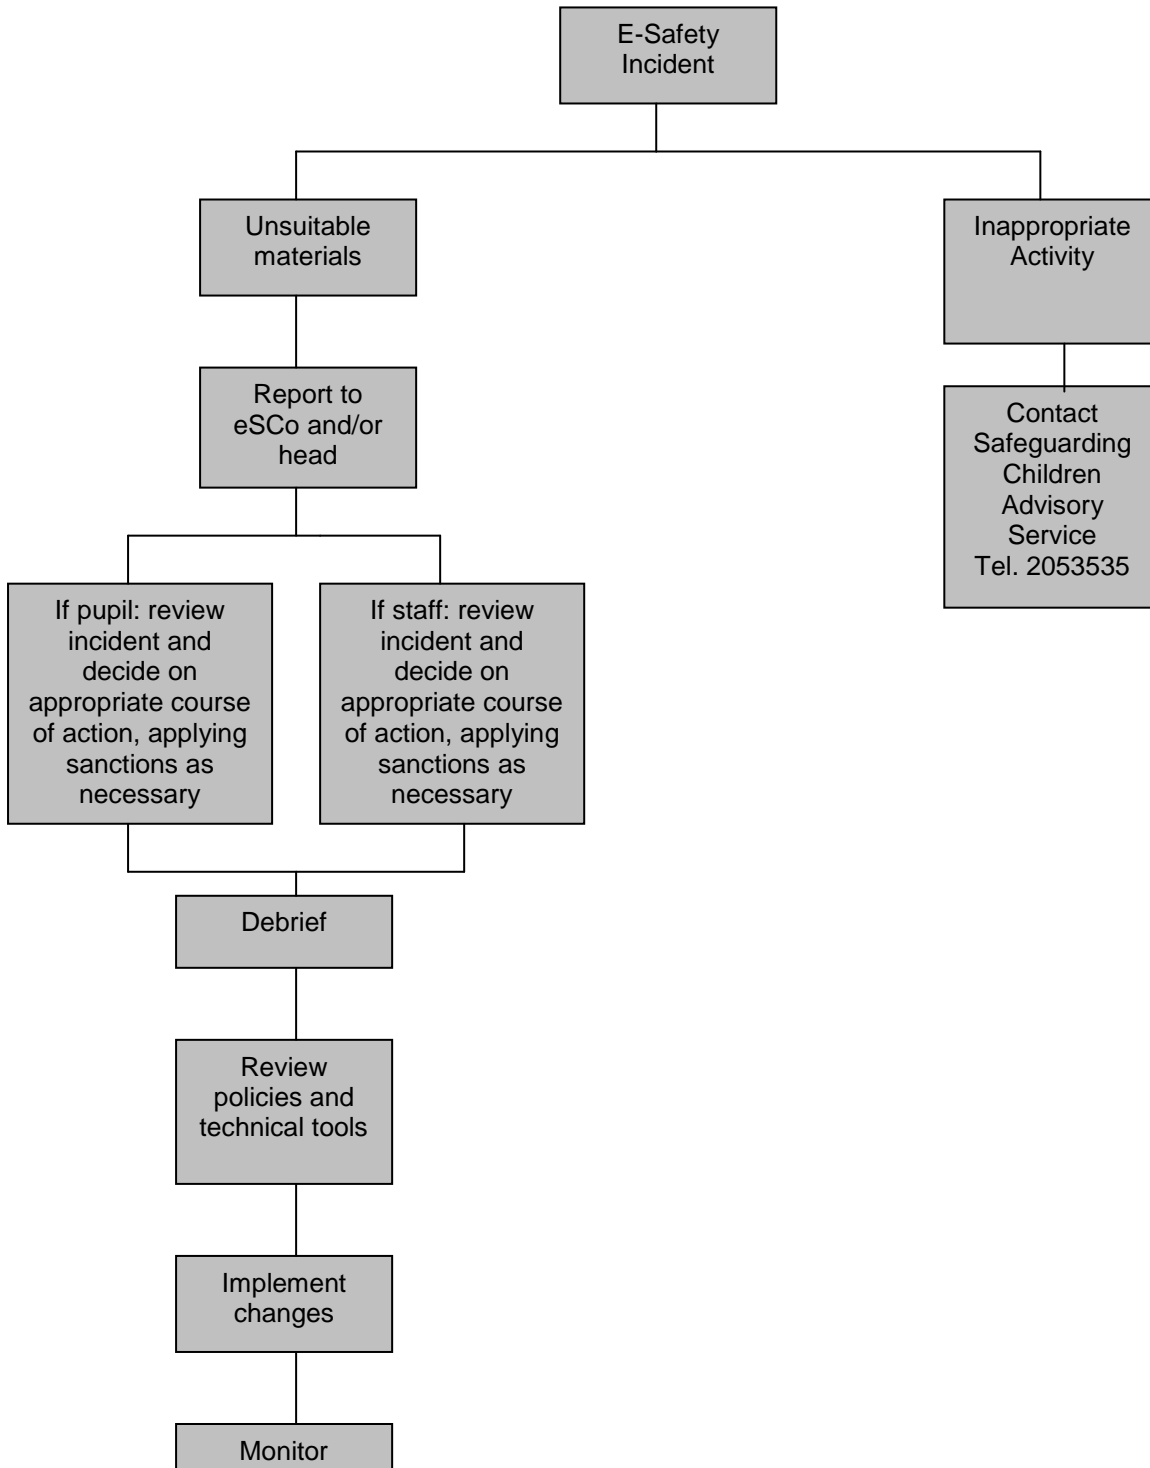 E-Safety
Incident
Unsuitable
materials
Inappropriate
Activity
Report to
eSCo and/or
head
Contact
Safeguarding
Children
Advisory
Service
Tel. 2053535
If pupil: review
incident and
decide on
appropriate course
of action, applying
sanctions as
necessary
If staff: review
incident and
decide on
appropriate course
of action, applying
sanctions as
necessary
Debrief
Review
policies and
technical tools
Implement
changes
Monitor